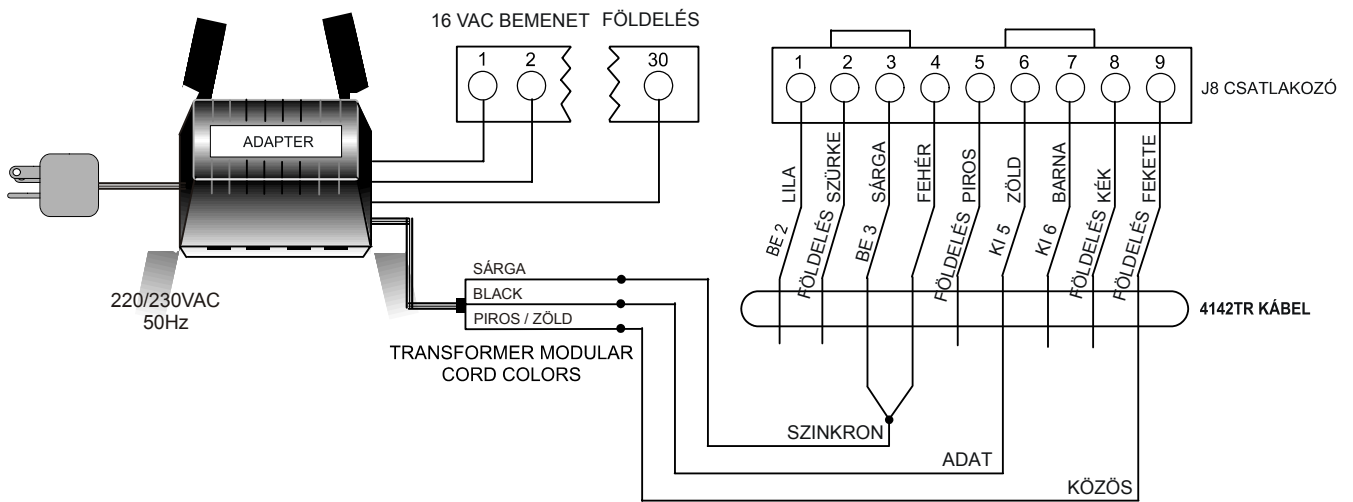 16 VAC BEMENET
FÖLDELÉS
1 2
30
1 2 3 4 5 6 7 8 9
J8 CSATLAKOZÓ
ADAPTER
LILA
SZÜRKE
SÁRGA
FEHÉR
PIROS
ZÖLD
BARNA
KÉK
FEKETE
BE 2
FÖLDELÉS
BE 3
FÖLDELÉS
KI 5
KI 6
FÖLDELÉS
FÖLDELÉS
220/230VAC
50Hz
SÁRGA
BLACK
PIROS / ZÖLD
4142TR KÁBEL
TRANSFORMER MODULAR
CORD COLORS
SZINKRON
ADAT
KÖZÖS